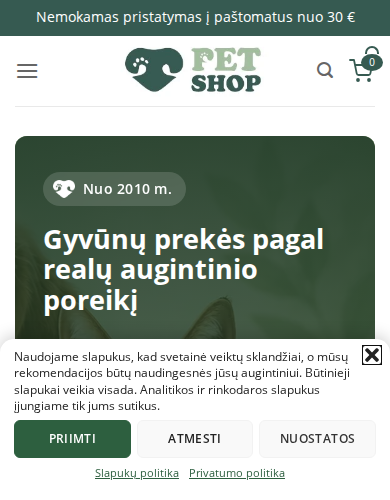 Nemokamas pristatymas į paštomatus nuo 30 €
PET
SHOP
0
Nuo 2010 m.
Gyvūnų prekės pagal
realų augintinio
poreikį
Naudojame slapukus, kad svetainė veiktų sklandžiai, o mūsų
rekomendacijos būtų naudingesnės jūsų augintiniui. Būtinieji
slapukai veikia visada. Analitikos ir rinkodaros slapukus
įjungiame tik jums sutikus.
PRIIMTI
ATMESTI
NUOSTATOS
Slapukų politika
Privatumo politika